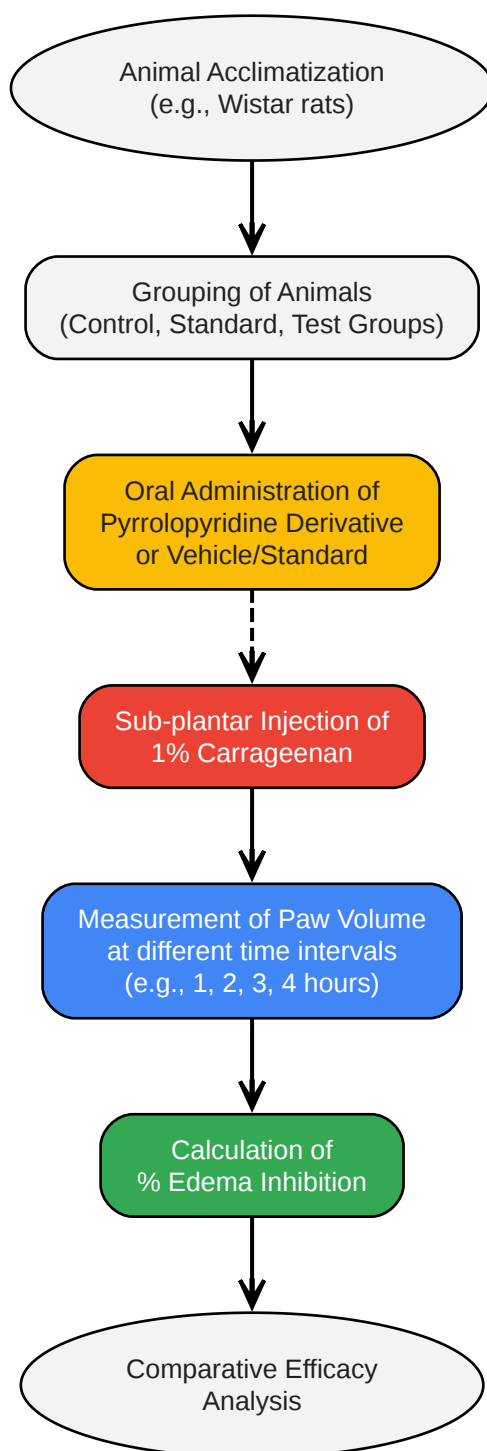 Animal Acclimatization
(e.g., Wistar rats)
Grouping of Animals
(Control, Standard, Test Groups)
Oral Administration of
Pyrrolopyridine Derivative
or Vehicle/Standard
Sub-plantar Injection of
1% Carrageenan
Measurement of Paw Volume
at different time intervals
(e.g., 1, 2, 3, 4 hours)
Calculation of
% Edema Inhibition
Comparative Efficacy
Analysis